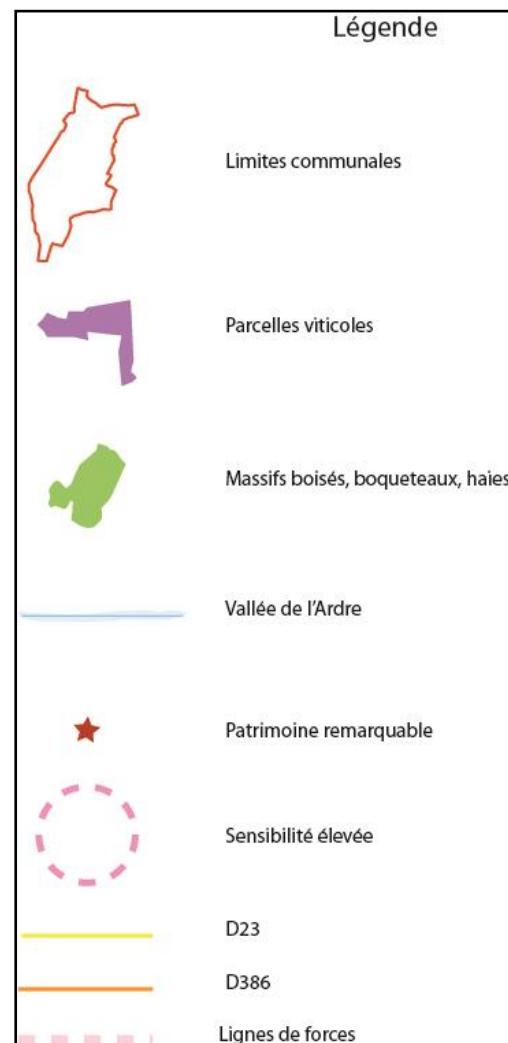 Légende
Limites communales
Parcelles viticoles
Massifs boisés, boqueteaux, haies
Vallée de l'Ardre
Patrimoine remarquable
Sensibilité élevée
D23
D386
Lignes de forces